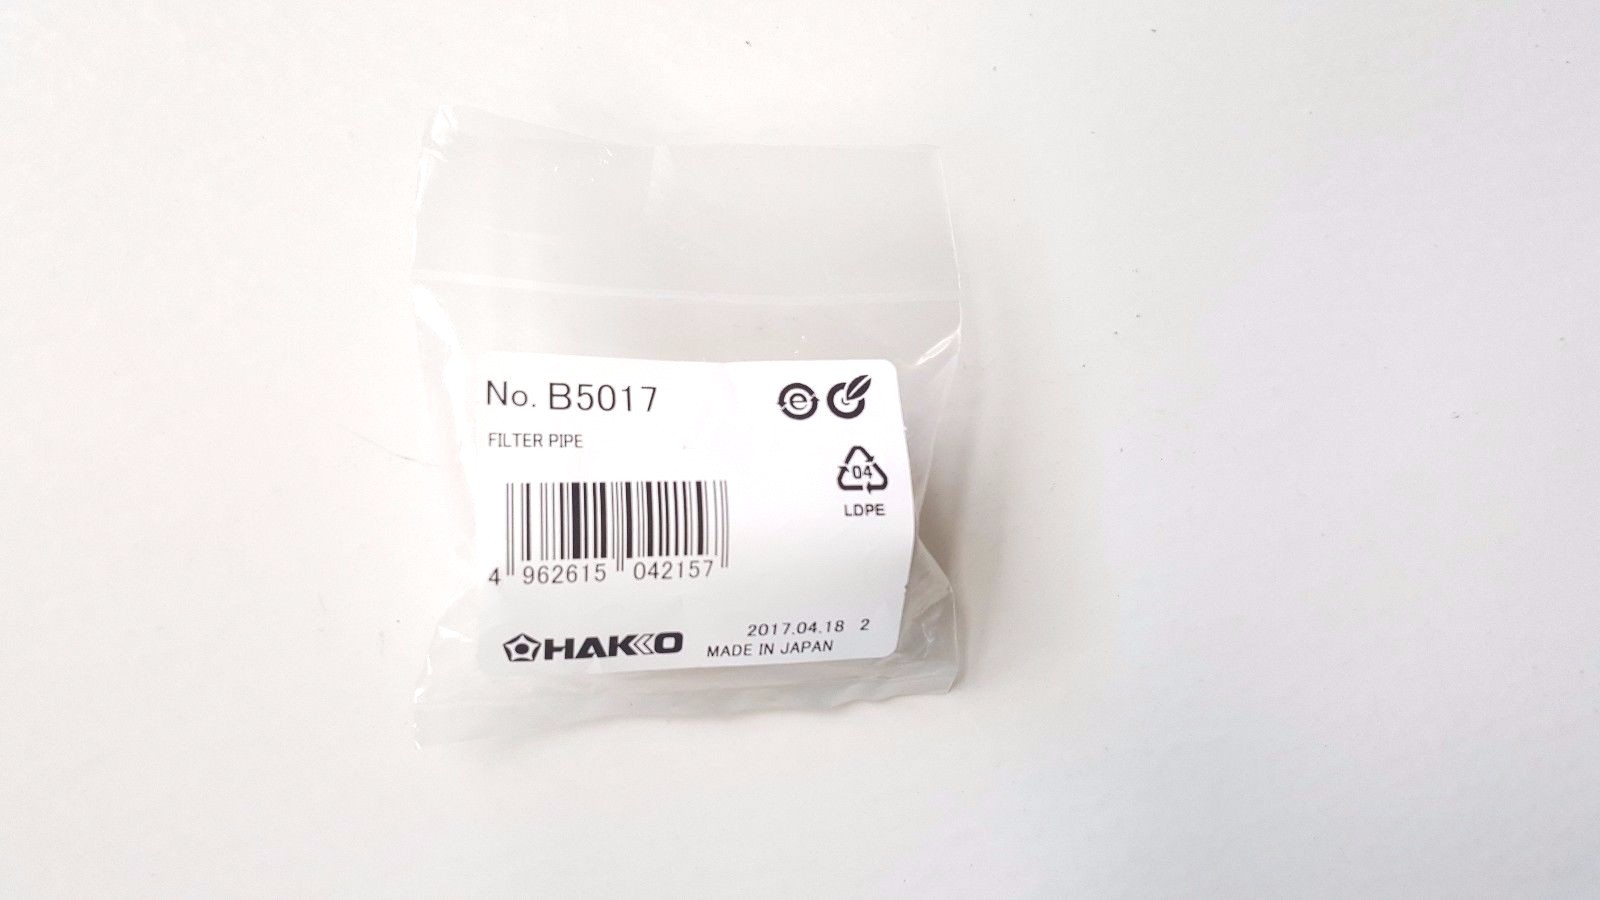 No. B5017
FILTER PIPE
e
04
LDPE
4 962615 042157
HAKKO
2017.04.18 2
MADE IN JAPAN